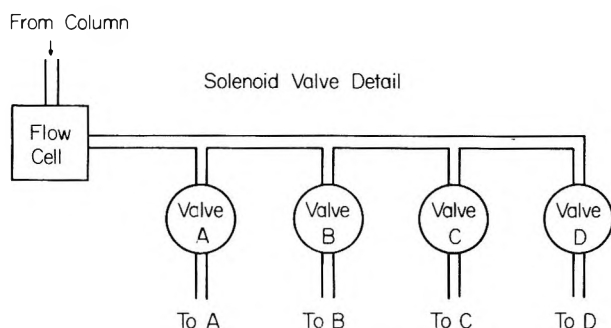 From Column
Solenoid Valve Detail
Flow
Cell
Valve
A
Valve
B
Valve
C
Valve
D
To A
To B
To C
To D